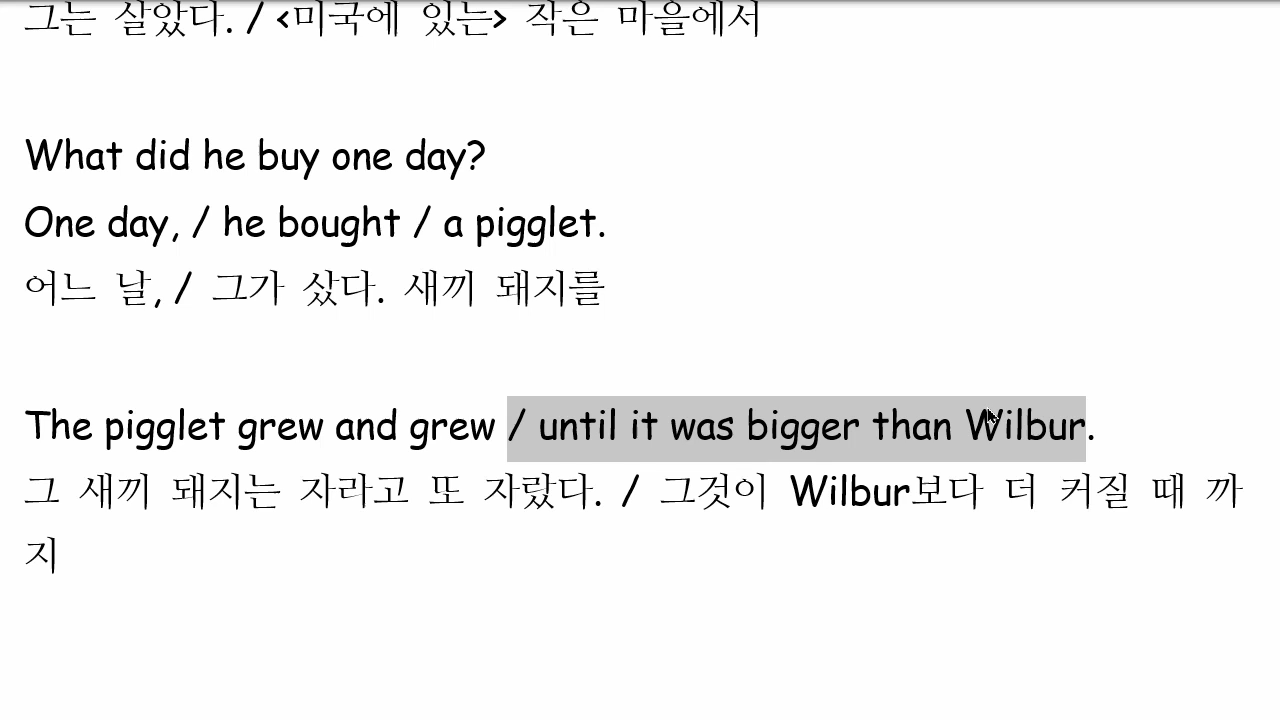 그는 살았다. / <미국에 있는> 작은 마을에서
What did he buy one day?
One day, / he bought / a pigglet.
어느 날, / 그가 샀다. 새끼 돼지를
The pigglet grew and grew / until it was bigger than Wilbur.
그 새끼 돼지는 자라고 또 자랐다. / 그것이 Wilbur보다 더 커질 때 까
지